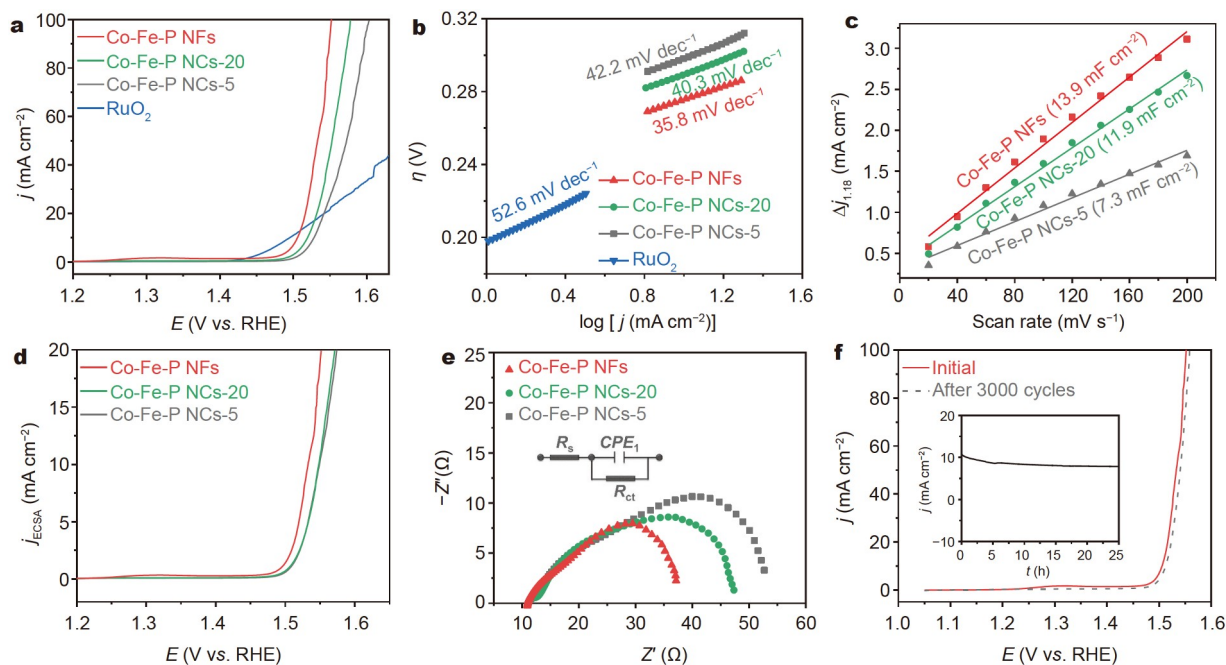 a
Co-Fe-P NFs
Co-Fe-P NCs-20
Co-Fe-P NCs-5
RuO₂
100
80
60
40
20
0
1.2 1.3 1.4 1.5 1.6
j (mA cm⁻²)
E (V vs. RHE)
b
42.2 mV dec⁻¹
40.3 mV dec⁻¹
35.8 mV dec⁻¹
52.6 mV dec⁻¹
Co-Fe-P NFs
Co-Fe-P NCs-20
Co-Fe-P NCs-5
RuO₂
0.32
0.28
0.24
0.20
0.16
0.0 0.4 0.8 1.2 1.6
η (V)
log [ j (mA cm⁻²)]
c
Co-Fe-P NFs (13.9 mF cm⁻²)
Co-Fe-P NCs-20 (11.9 mF cm⁻²)
Co-Fe-P NCs-5 (7.3 mF cm⁻²)
3.0
2.5
2.0
1.5
1.0
0.5
0 40 80 120 160 200
Δj₁.₁₈ (mA cm⁻²)
Scan rate (mV s⁻¹)
d
Co-Fe-P NFs
Co-Fe-P NCs-20
Co-Fe-P NCs-5
20
15
10
5
0
1.2 1.3 1.4 1.5 1.6
j_ECSA (mA cm⁻²)
E (V vs. RHE)
e
Co-Fe-P NFs
Co-Fe-P NCs-20
Co-Fe-P NCs-5
Rs CPE₁
Rct
25
20
15
10
5
0
0 10 20 30 40 50 60
−Z″(Ω)
Z′ (Ω)
f
Initial
After 3000 cycles
100
80
60
40
20
0
1.0 1.1 1.2 1.3 1.4 1.5 1.6
j (mA cm⁻²)
E (V vs. RHE)
20
10
0
−10
0 5 10 15 20 25
j (mA cm⁻²)
t (h)